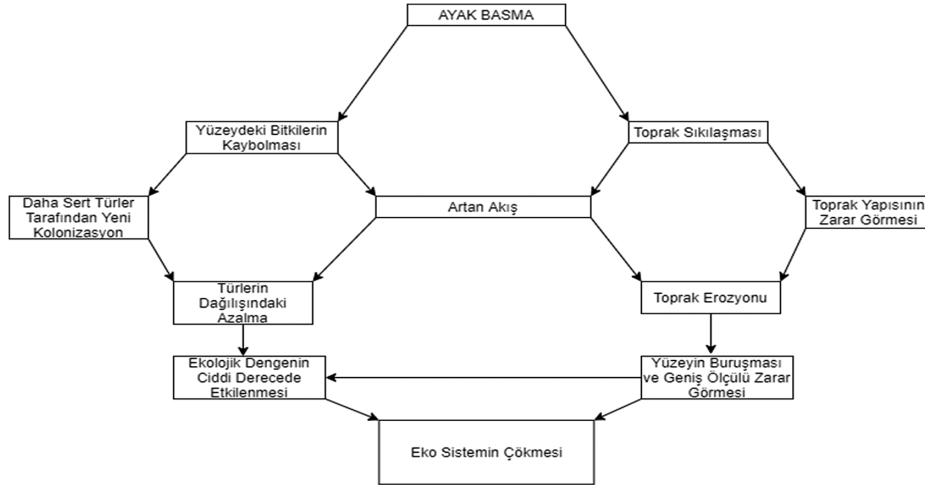 AYAK BASMA
Yüzeydeki Bitkilerin
Kaybolması
Toprak Sıkılaşması
Daha Sert Türler
Tarafından Yeni
Kolonizasyon
Artan Akış
Toprak Yapısının
Zarar Görmesi
Türlerin
Dağılışındaki
Azalma
Toprak Erozyonu
Ekolojik Dengenin
Ciddi Derecede
Etkilenmesi
Yüzeyin Buruşması
ve Geniş Ölçülü Zarar
Görmesi
Eko Sistemin Çökmesi